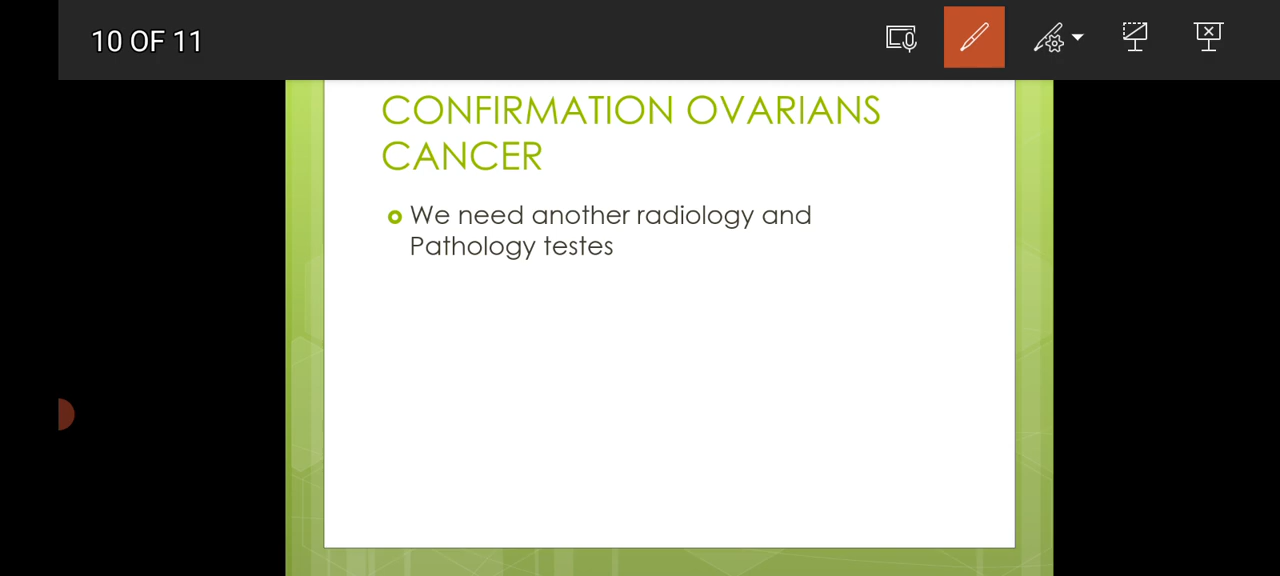 10 OF 11
CONFIRMATION OVARIANS
CANCER
We need another radiology and
Pathology testes